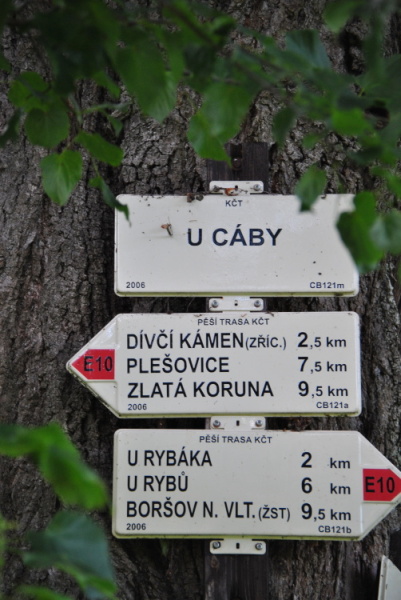 KČT
U CÁBY
2006 CB121m
PĚŠÍ TRASA KČT
DÍVČÍ KÁMEN (ZŘÍC.) 2,5 km
E10 PLEŠOVICE 7,5 km
ZLATÁ KORUNA 9,5 km
2006 CB121a
PĚŠÍ TRASA KČT
U RYBÁKA 2 km
U RYBŮ 6 km E10
BORŠOV N. VLT. (ŽST) 9,5 km
2006 CB121b